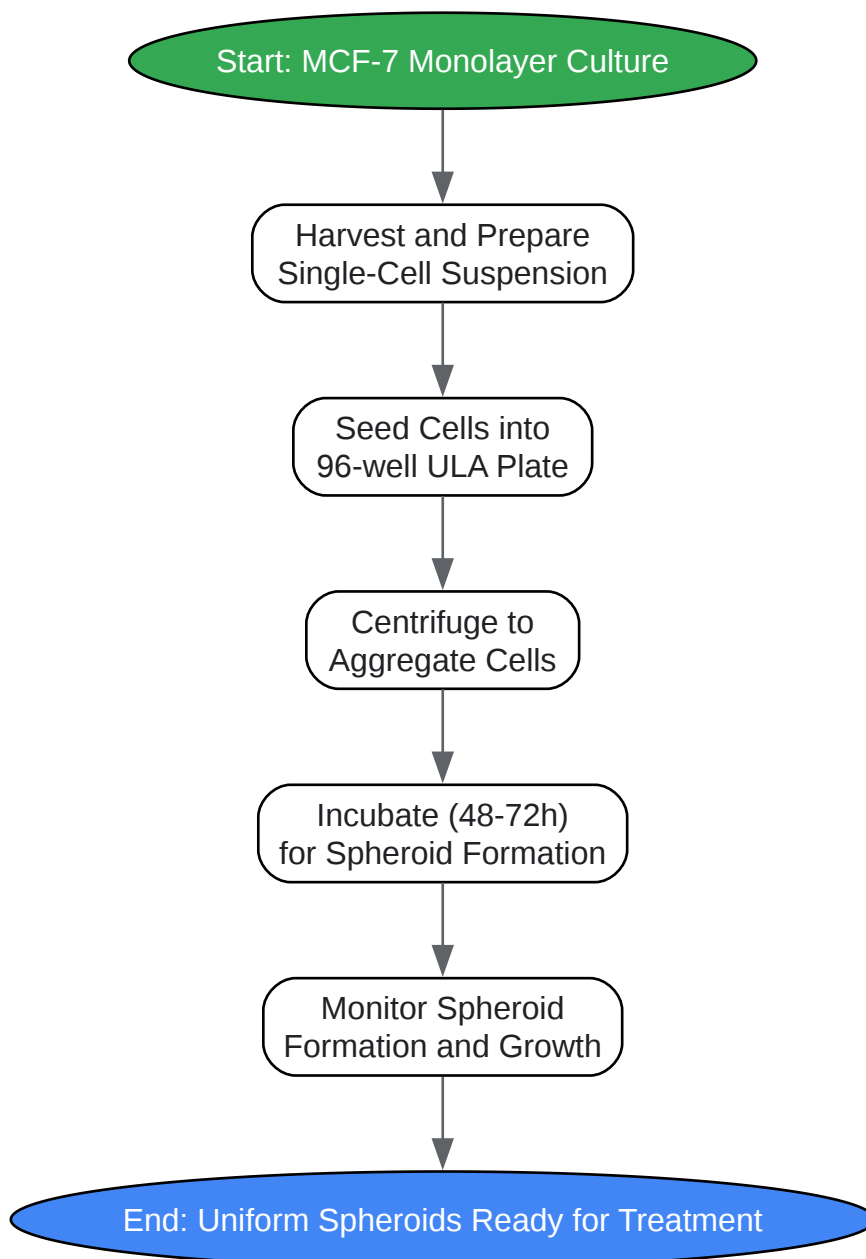 Start: MCF-7 Monolayer Culture
Harvest and Prepare
Single-Cell Suspension
Seed Cells into
96-well ULA Plate
Centrifuge to
Aggregate Cells
Incubate (48-72h)
for Spheroid Formation
Monitor Spheroid
Formation and Growth
End: Uniform Spheroids Ready for Treatment